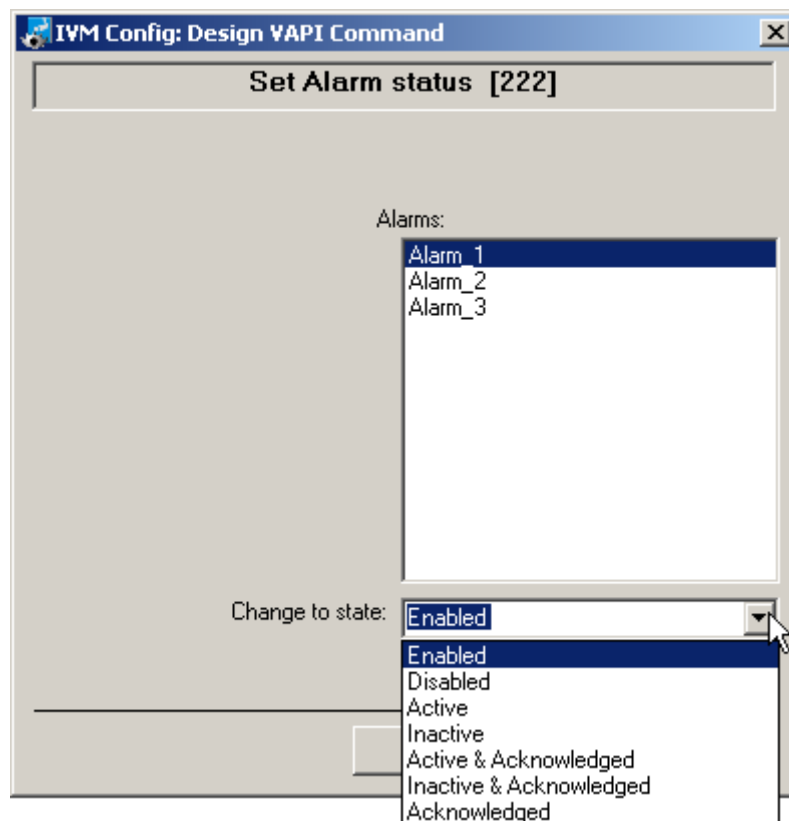 IVM Config: Design VAPI Command
Set Alarm status [222]
Alarms:
Alarm_1
Alarm_2
Alarm_3
Change to state:
Enabled
Enabled
Disabled
Active
Inactive
Active & Acknowledged
Inactive & Acknowledged
Acknowledged